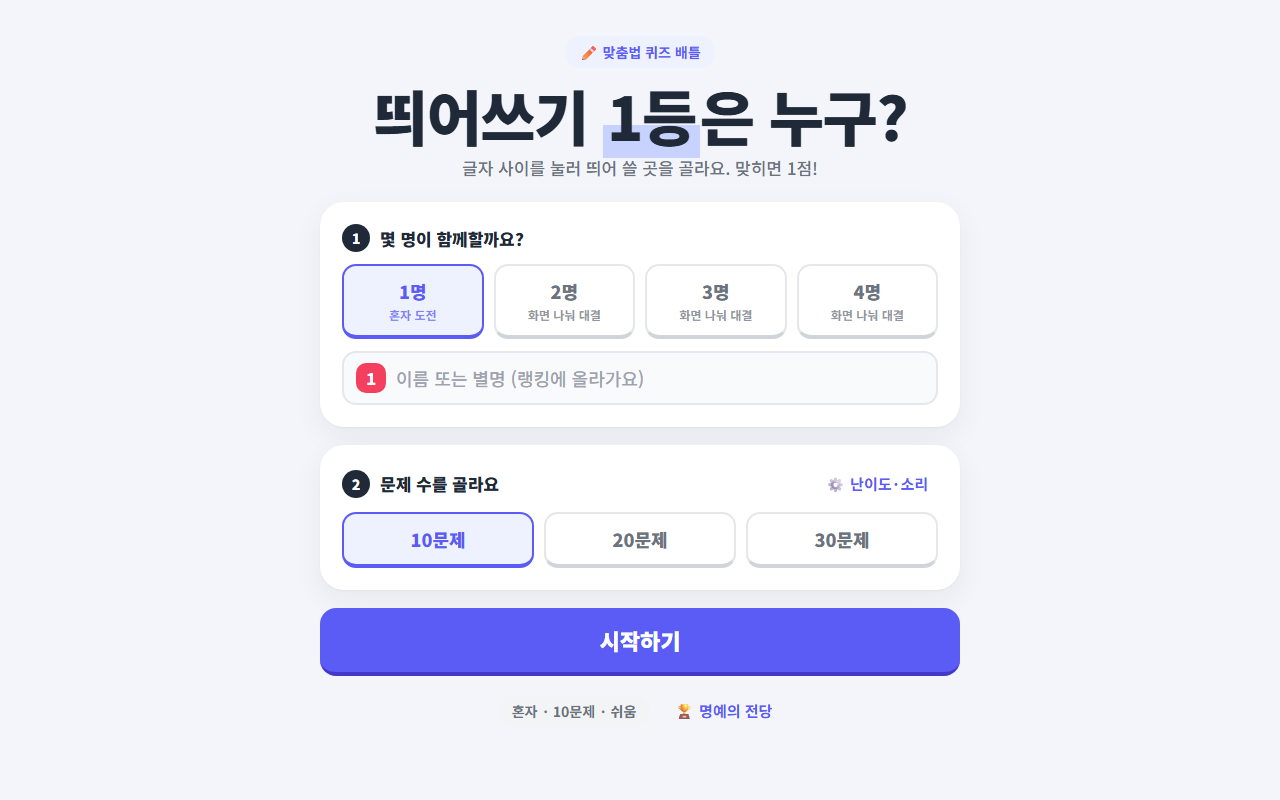 맞춤법 퀴즈 배틀
띄어쓰기 1등은 누구?
글자 사이를 눌러 띄어 쓸 곳을 골라요. 맞히면 1점!
1 몇 명이 함께할까요?
1명 2명 3명 4명
혼자 도전 화면 나눠 대결 화면 나눠 대결 화면 나눠 대결
1 이름 또는 별명 (랭킹에 올라가요)
2 문제 수를 골라요 난이도·소리
10문제 20문제 30문제
시작하기
혼자 · 10문제 · 쉬움 명예의 전당